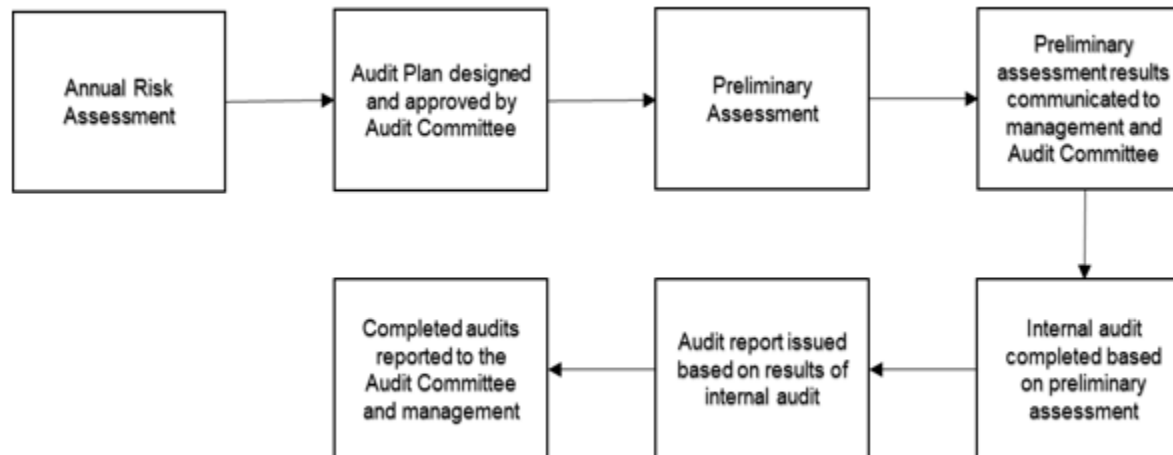 Annual Risk
Assessment
Audit Plan designed
and approved by
Audit Committee
Preliminary
Assessment
Preliminary
assessment results
communicated to
management and
Audit Committee
Internal audit
completed based
on preliminary
assessment
Audit report issued
based on results of
internal audit
Completed audits
reported to the
Audit Committee
and management